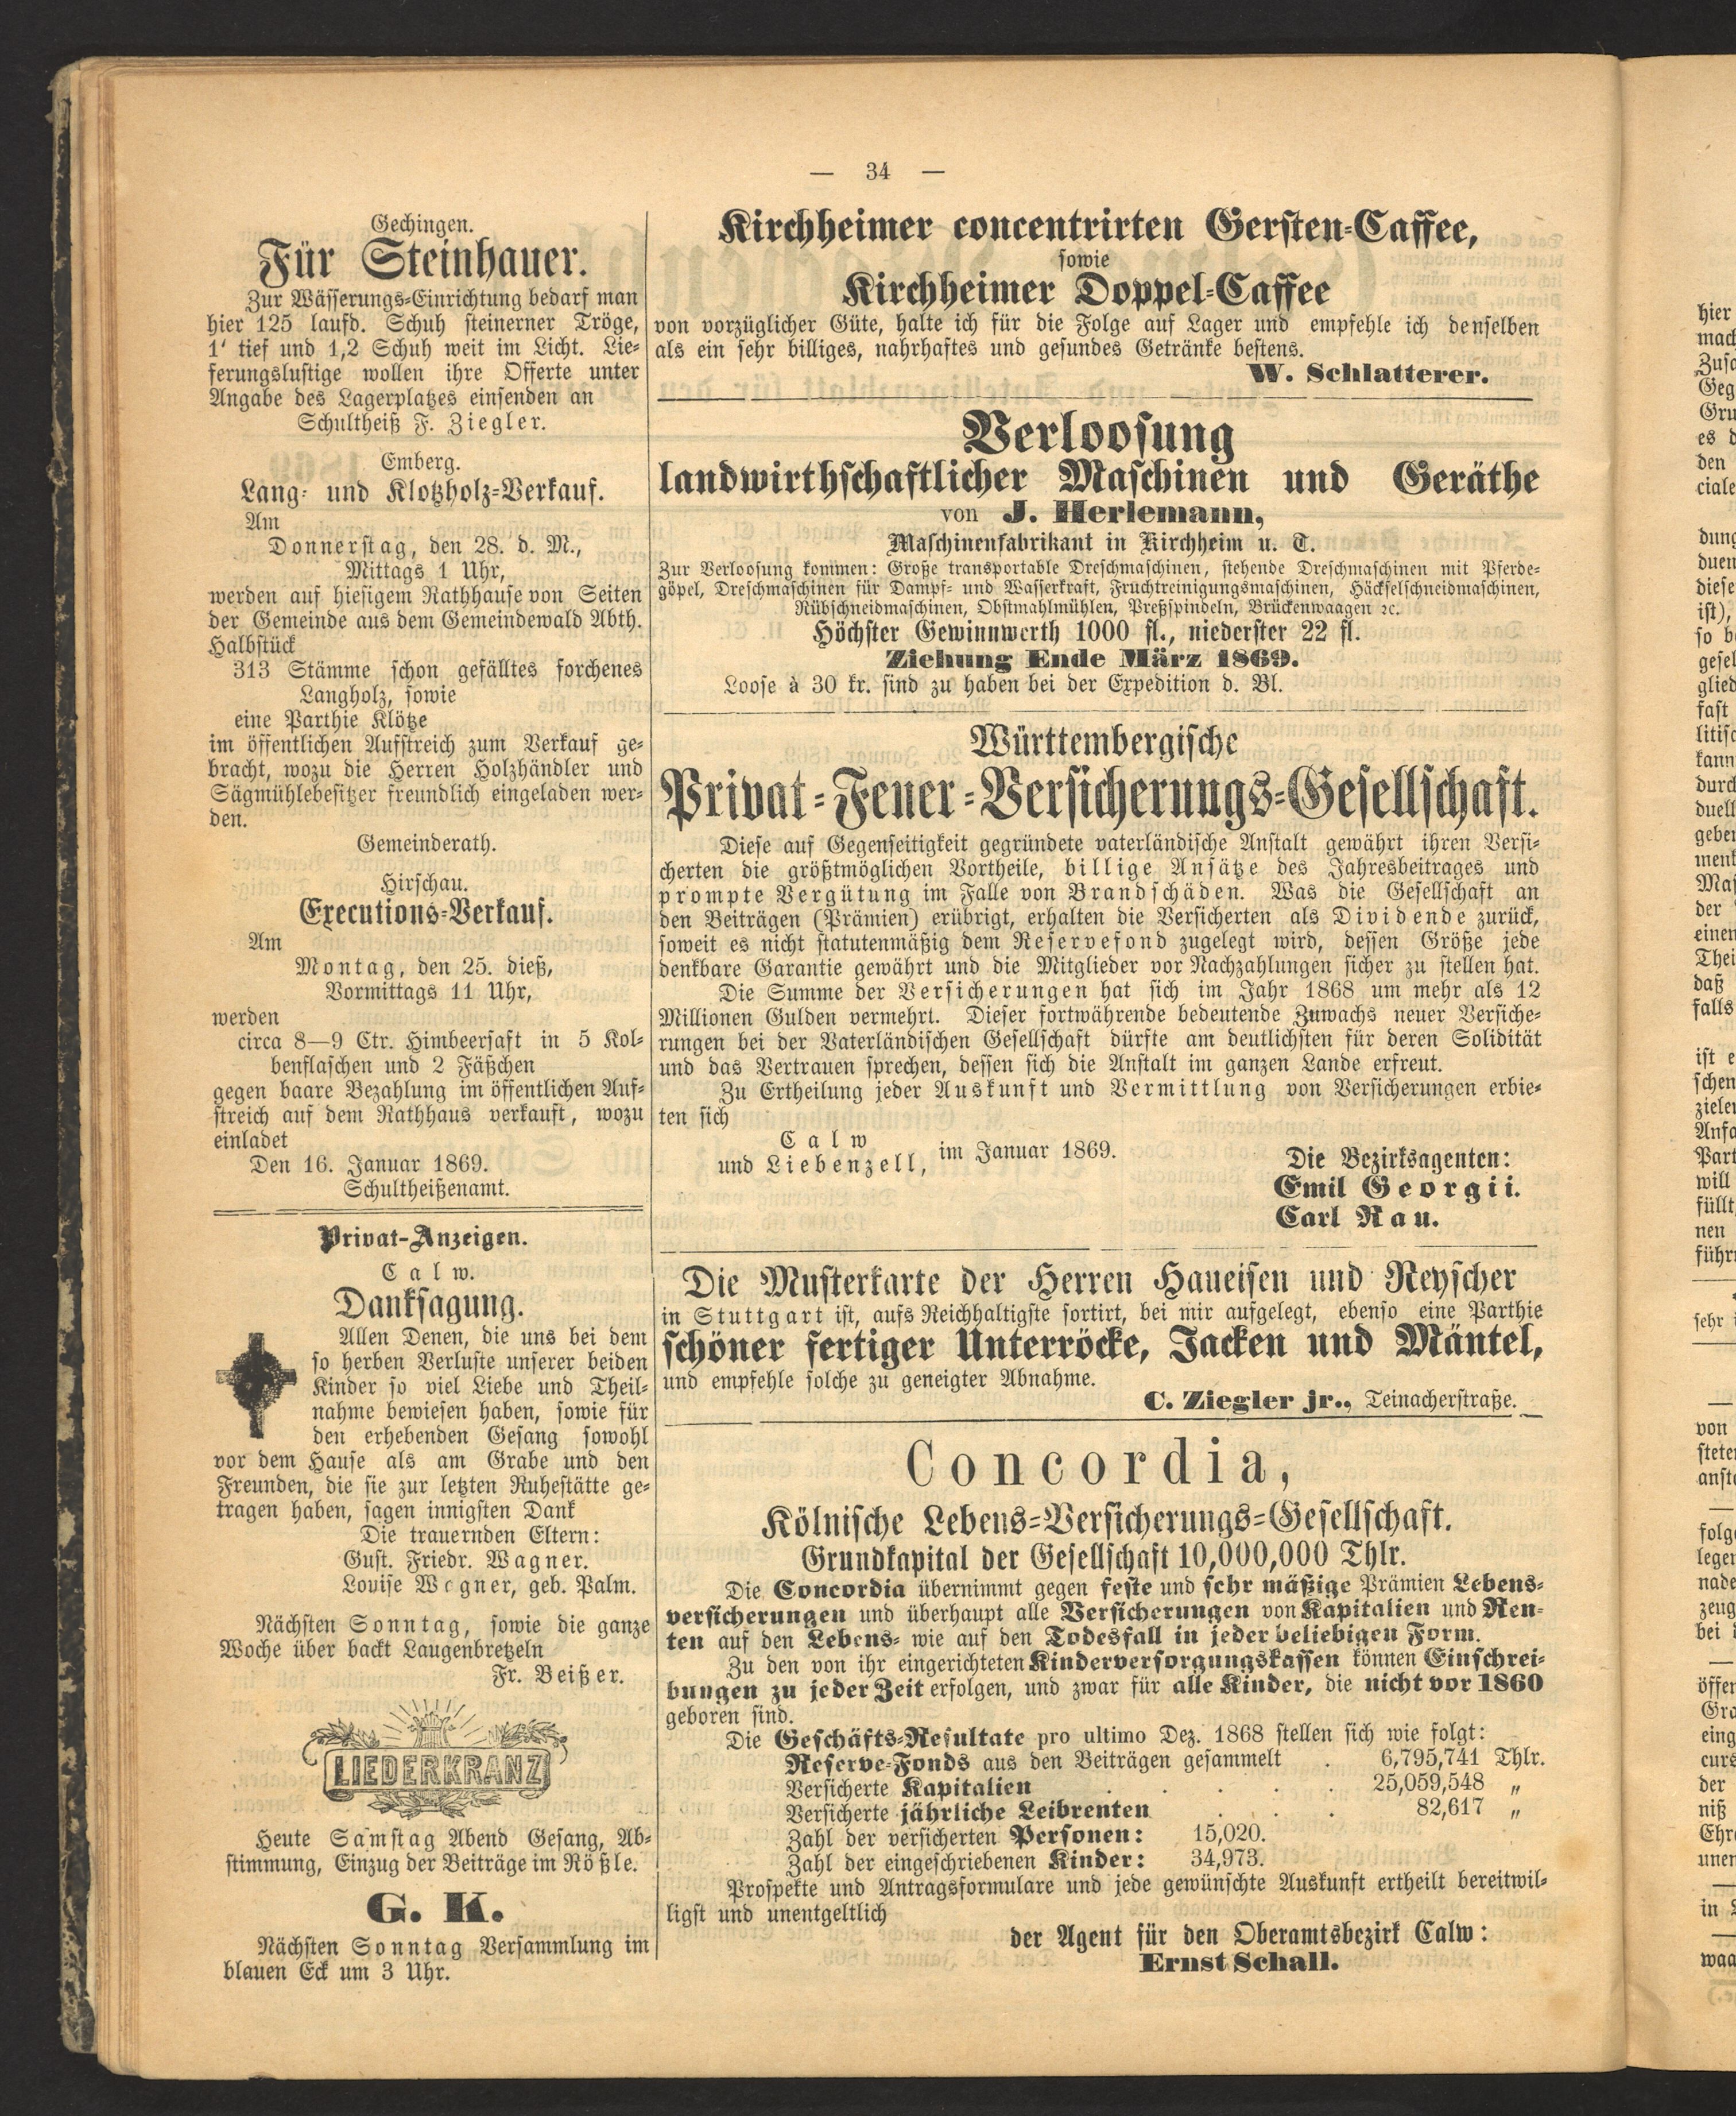 — 34 —
Gechingen.
Für Steinhauer.
Zur Wässerungs-Einrichtung bedarf man
hier 125 laufd. Schuh steinerner Tröge,
1' tief und 1,2 Schuh weit im Licht. Lie-
ferungslustige wollen ihre Offerte unter
Angabe des Lagerplatzes einsenden an
Schultheiß F. Ziegler.
Emberg.
Lang- und Klotzholz-Verkauf.
Am
Donnerstag, den 28. d. M.,
Mittags 1 Uhr,
werden auf hiesigem Rathhause von Seiten
der Gemeinde aus dem Gemeindewald Abth.
Halbstück
313 Stämme schon gefälltes forchenes
Langholz, sowie
eine Parthie Klötze
im öffentlichen Aufstreich zum Verkauf ge-
bracht, wozu die Herren Holzhändler und
Sägmühlebesitzer freundlich eingeladen wer-
den.
Gemeinderath.
Hirschau.
Executions-Verkauf.
Am
Montag, den 25. dieß,
Vormittags 11 Uhr,
werden
circa 8—9 Ctr. Himbeersaft in 5 Kol-
benflaschen und 2 Fäßchen
gegen baare Bezahlung im öffentlichen Auf-
streich auf dem Rathhaus verkauft, wozu
einladet
Den 16. Januar 1869.
Schultheißenamt.
Privat-Anzeigen.
Calw.
Danksagung.
Allen Denen, die uns bei dem
so herben Verluste unserer beiden
Kinder so viel Liebe und Theil-
nahme bewiesen haben, sowie für
den erhebenden Gesang sowohl
vor dem Hause als am Grabe und den
Freunden, die sie zur letzten Ruhestätte ge-
tragen haben, sagen innigsten Dank
Die trauernden Eltern:
Gust. Friedr. Wagner.
Louise Wagner, geb. Palm.
Nächsten Sonntag, sowie die ganze
Woche über backt Laugenbretzeln
Fr. Beißer.
LIEDERKRANZ
Heute Samstag Abend Gesang, Ab-
stimmung, Einzug der Beiträge im Rößle.
G. K.
Nächsten Sonntag Versammlung im
blauen Eck um 3 Uhr.
Kirchheimer concentrirten Gersten-Caffee,
sowie
Kirchheimer Doppel-Caffee
von vorzüglicher Güte, halte ich für die Folge auf Lager und empfehle ich denselben
als ein sehr billiges, nahrhaftes und gesundes Getränke bestens.
W. Schlatterer.
Verloosung
landwirthschaftlicher Maschinen und Geräthe
von J. Herlemann,
Maschinenfabrikant in Kirchheim u. T.
Zur Verloosung kommen: Große transportable Dreschmaschinen, stehende Dreschmaschinen mit Pferde-
göpel, Dreschmaschinen für Dampf- und Wasserkraft, Fruchtreinigungsmaschinen, Häckselschneidmaschinen,
Rübschneidmaschinen, Obstmahlmühlen, Preßspindeln, Brückenwaagen ꝛc.
Höchster Gewinnwerth 1000 fl., niederster 22 fl.
Ziehung Ende März 1869.
Loose à 30 kr. sind zu haben bei der Expedition d. Bl.
Württembergische
Privat-Feuer-Versicherungs-Gesellschaft.
Diese auf Gegenseitigkeit gegründete vaterländische Anstalt gewährt ihren Versi-
cherten die größtmöglichen Vortheile, billige Ansätze des Jahresbeitrages und
prompte Vergütung im Falle von Brandschäden. Was die Gesellschaft an
den Beiträgen (Prämien) erübrigt, erhalten die Versicherten als Dividende zurück,
soweit es nicht statutenmäßig dem Reservefond zugelegt wird, dessen Größe jede
denkbare Garantie gewährt und die Mitglieder vor Nachzahlungen sicher zu stellen hat.
Die Summe der Versicherungen hat sich im Jahr 1868 um mehr als 12
Millionen Gulden vermehrt. Dieser fortwährende bedeutende Zuwachs neuer Versiche-
rungen bei der Vaterländischen Gesellschaft dürfte am deutlichsten für deren Solidität
und das Vertrauen sprechen, dessen sich die Anstalt im ganzen Lande erfreut.
Zu Ertheilung jeder Auskunft und Vermittlung von Versicherungen erbie-
ten sich
Calw
und Liebenzell, im Januar 1869.
Die Bezirksagenten:
Emil Georgii.
Carl Rau.
Die Musterkarte der Herren Haueisen und Reyscher
in Stuttgart ist, aufs Reichhaltigste sortirt, bei mir aufgelegt, ebenso eine Parthie
schöner fertiger Unterröcke, Jacken und Mäntel,
und empfehle solche zu geneigter Abnahme.
C. Ziegler jr., Teinacherstraße.
Concordia,
Kölnische Lebens-Versicherungs-Gesellschaft.
Grundkapital der Gesellschaft 10,000,000 Thlr.
Die Concordia übernimmt gegen feste und sehr mäßige Prämien Lebens-
versicherungen und überhaupt alle Versicherungen von Kapitalien und Ren-
ten auf den Lebens- wie auf den Todesfall in jeder beliebigen Form.
Zu den von ihr eingerichteten Kinderversorgungskassen können Einschrei-
bungen zu jeder Zeit erfolgen, und zwar für alle Kinder, die nicht vor 1860
geboren sind.
Die Geschäfts-Resultate pro ultimo Dez. 1868 stellen sich wie folgt:
Reserve-Fonds aus den Beiträgen gesammelt . 6,795,741 Thlr.
Versicherte Kapitalien . . . . 25,059,548 „
Versicherte jährliche Leibrenten . . . 82,617 „
Zahl der versicherten Personen: 15,020.
Zahl der eingeschriebenen Kinder: 34,973.
Prospekte und Antragsformulare und jede gewünschte Auskunft ertheilt bereitwil-
ligst und unentgeltlich
der Agent für den Oberamtsbezirk Calw:
Ernst Schall.